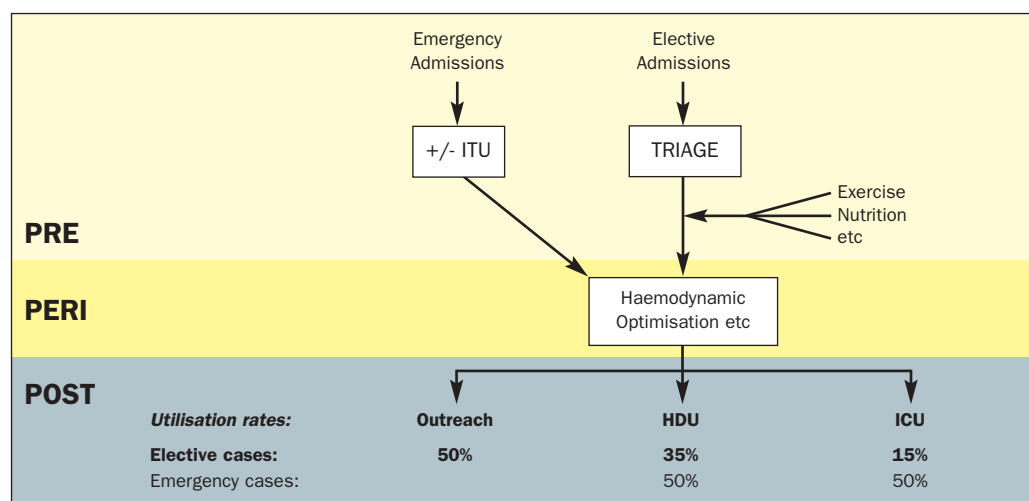 Emergency
Admissions
Elective
Admissions
+/- ITU
TRIAGE
Exercise
Nutrition
etc
PRE
PERI
Haemodynamic
Optimisation etc
POST
Utilisation rates: Outreach HDU ICU
Elective cases: 50% 35% 15%
Emergency cases: 50% 50%